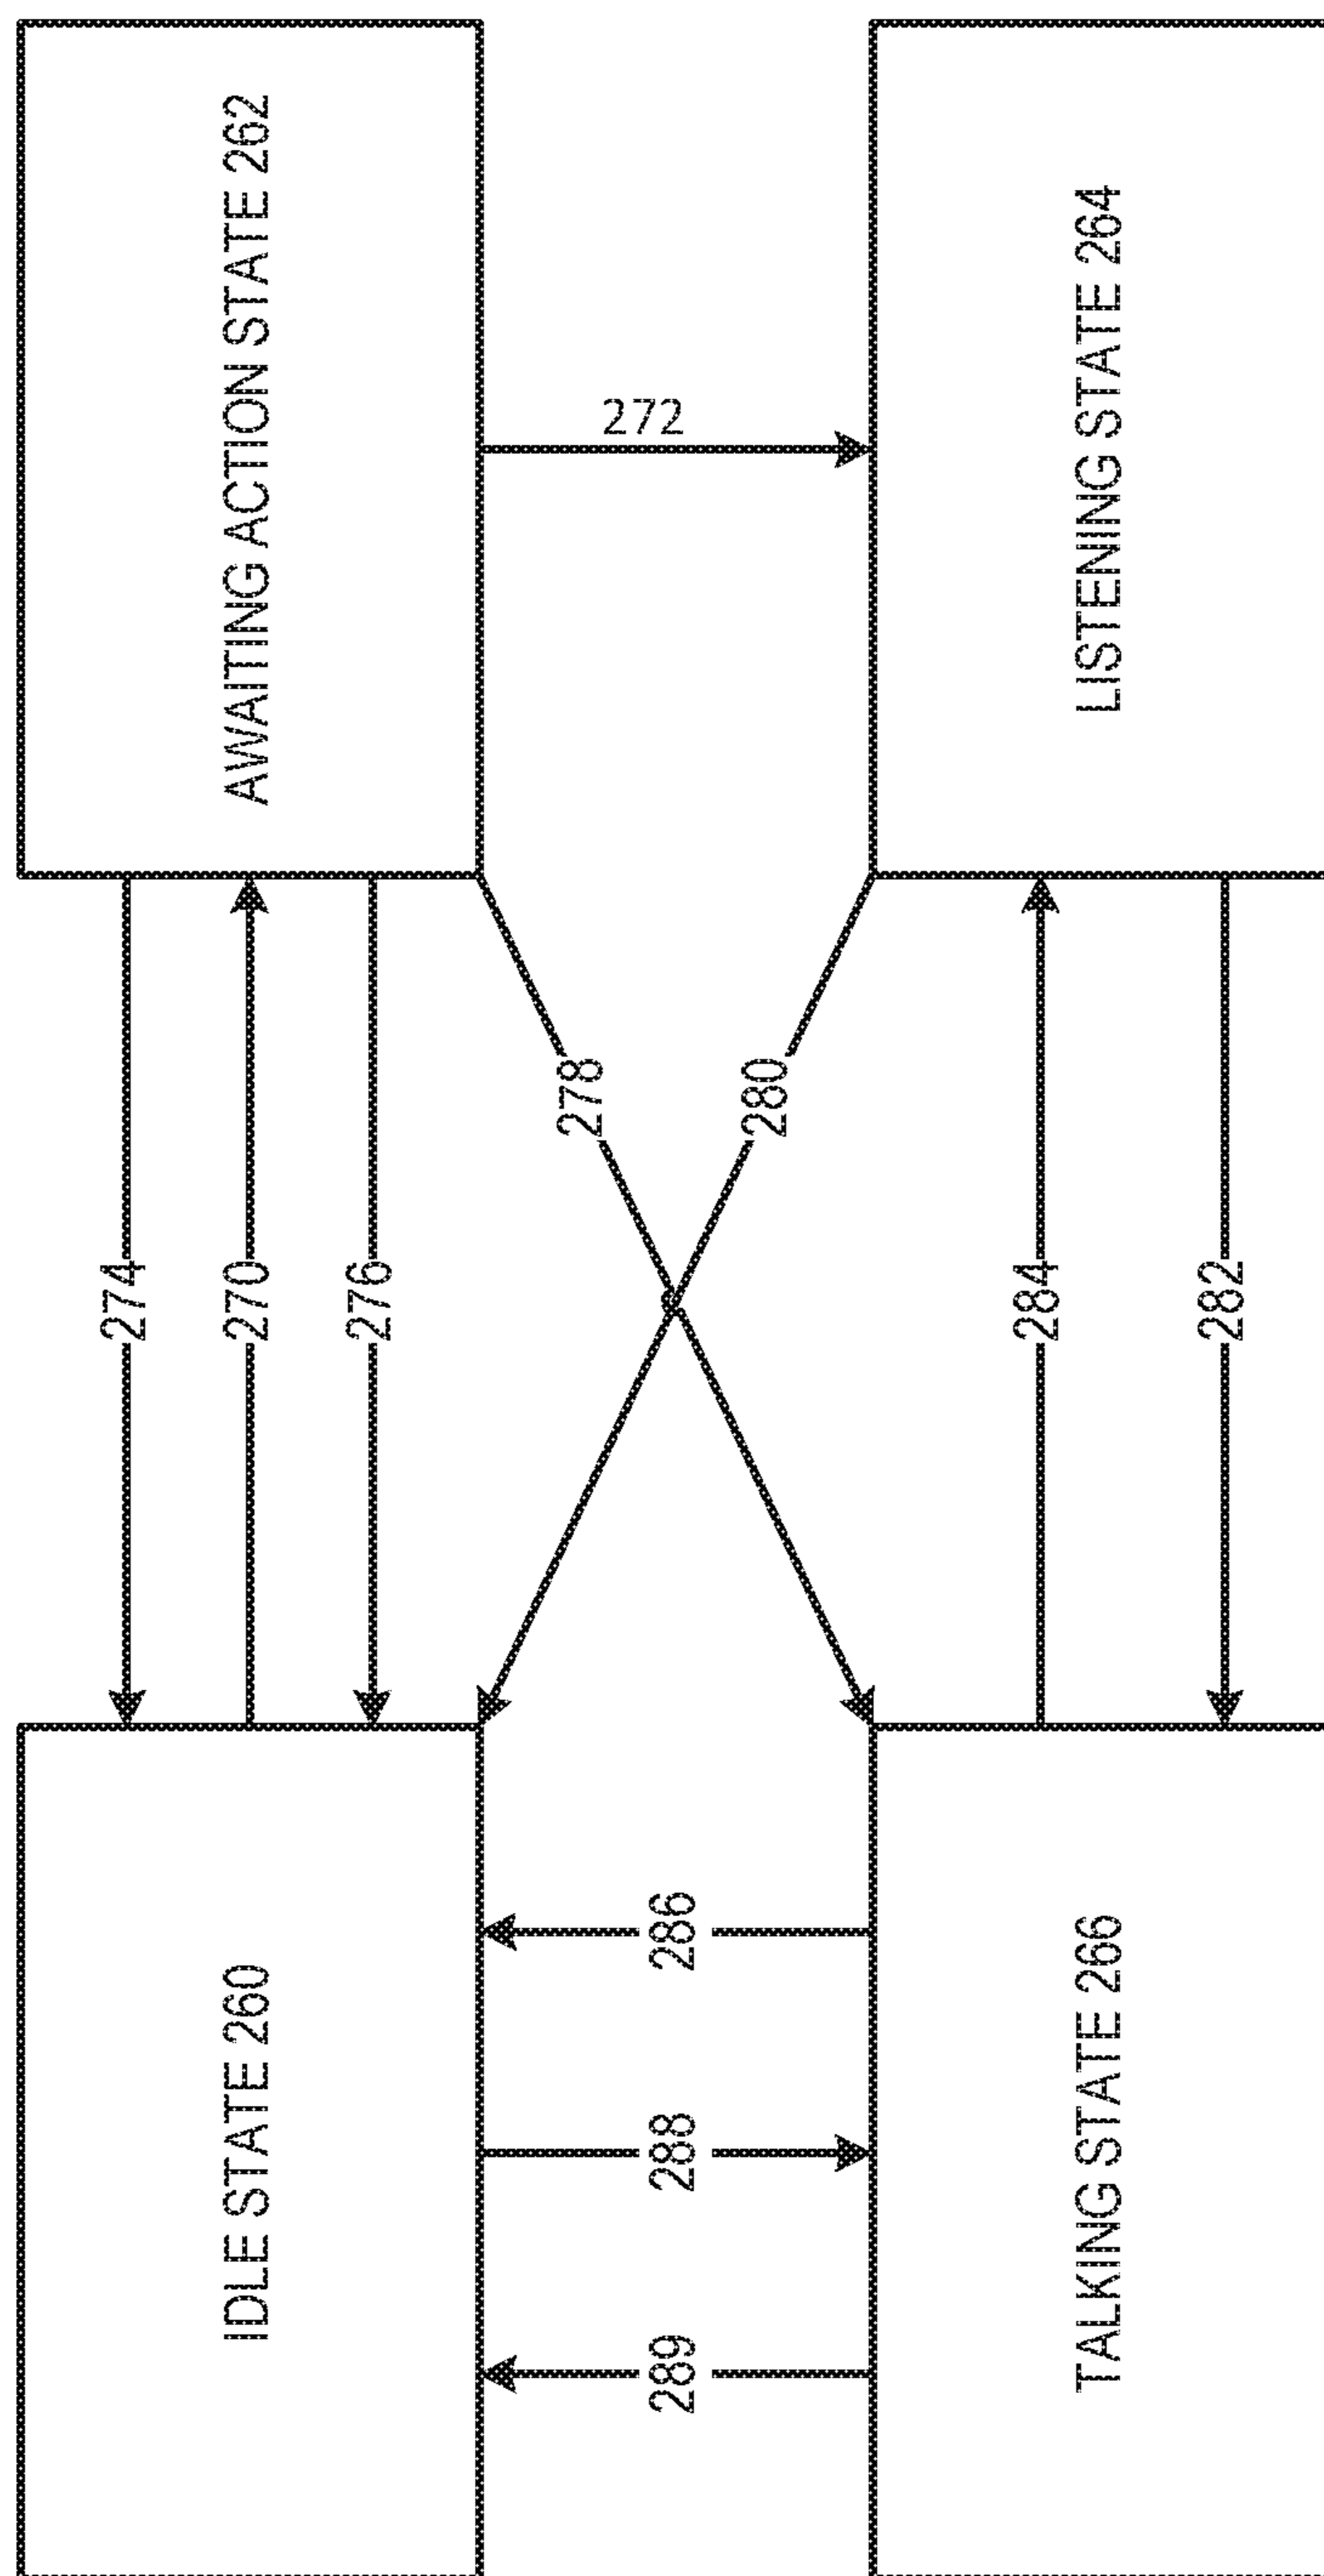 IDLE STATE 260
AWAITING ACTION STATE 262
274
270
276
278
280
272
286
288
289
284
282
TALKING STATE 266
LISTENING STATE 264